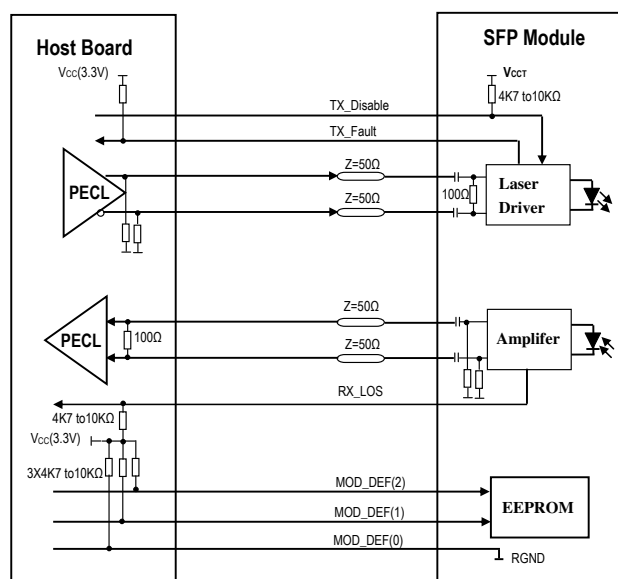 Host Board
SFP Module
Vcc(3.3V)
VCCT
4K7 to10KΩ
TX_Disable
TX_Fault
Z=50Ω
PECL
100Ω
Laser
Driver
Z=50Ω
Z=50Ω
PECL
100Ω
Amplifer
Z=50Ω
RX_LOS
4K7 to10KΩ
Vcc(3.3V)
3X4K7 to10KΩ
MOD_DEF(2)
EEPROM
MOD_DEF(1)
MOD_DEF(0)
RGND